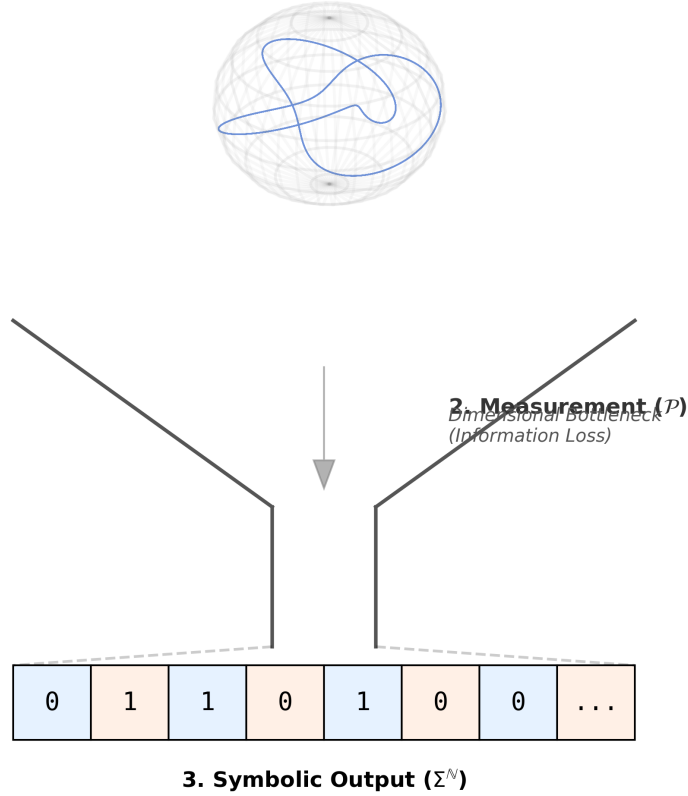 2. Measurement (𝒫)
Dimensional Bottleneck
(Information Loss)
0 1 1 0 1 0 0 ...
3. Symbolic Output (Σ^ℕ)